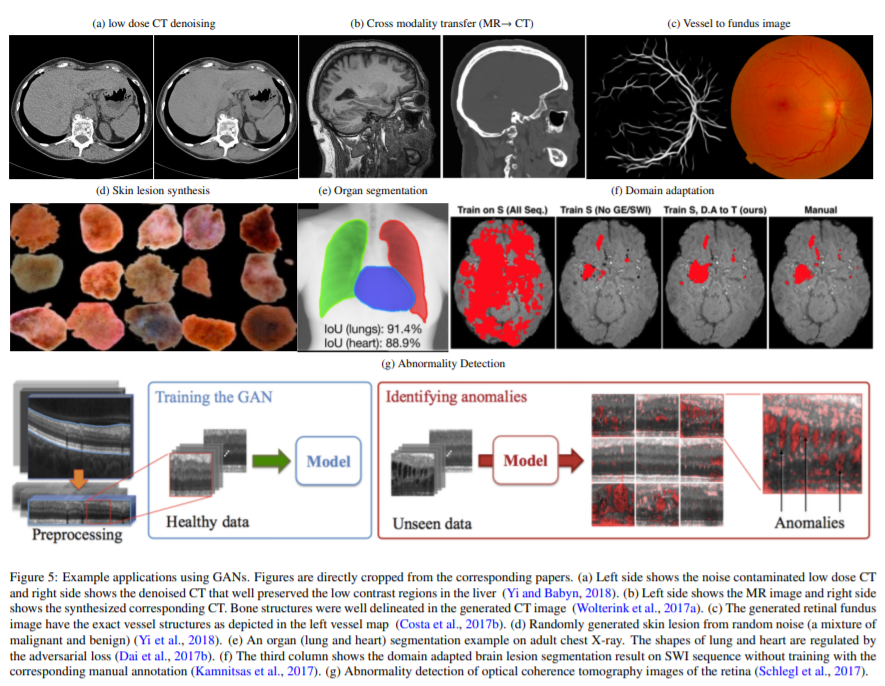 (a) low dose CT denoising
(b) Cross modality transfer (MR→ CT)
(c) Vessel to fundus image
(d) Skin lesion synthesis
(e) Organ segmentation
(f) Domain adaptation
IoU (lungs): 91.4%
IoU (heart): 88.9%
Train on S (All Seq.)
Train S (No GE/SWI)
Train S, D.A to T (ours)
Manual
(g) Abnormality Detection
Preprocessing
Training the GAN
Healthy data
Model
Identifying anomalies
Unseen data
Model
Anomalies
Figure 5: Example applications using GANs. Figures are directly cropped from the corresponding papers. (a) Left side shows the noise contaminated low dose CT
and right side shows the denoised CT that well preserved the low contrast regions in the liver (Yi and Babyn, 2018). (b) Left side shows the MR image and right side
shows the synthesized corresponding CT. Bone structures were well delineated in the generated CT image (Wolterink et al., 2017a). (c) The generated retinal fundus
image have the exact vessel structures as depicted in the left vessel map (Costa et al., 2017b). (d) Randomly generated skin lesion from random noise (a mixture of
malignant and benign) (Yi et al., 2018). (e) An organ (lung and heart) segmentation example on adult chest X-ray. The shapes of lung and heart are regulated by
the adversarial loss (Dai et al., 2017b). (f) The third column shows the domain adapted brain lesion segmentation result on SWI sequence without training with the
corresponding manual annotation (Kamnitsas et al., 2017). (g) Abnormality detection of optical coherence tomography images of the retina (Schlegl et al., 2017).